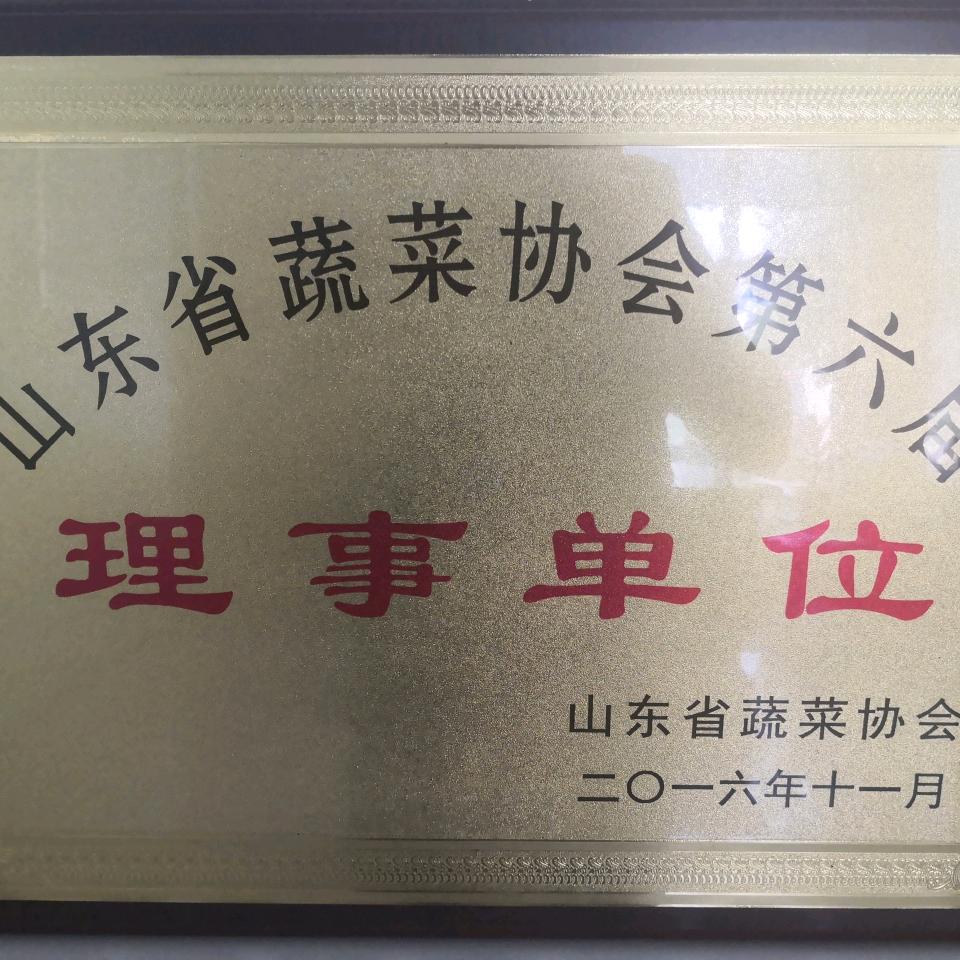 山东省蔬菜协会第六届
理事单位
山东省蔬菜协会
二〇一六年十一月